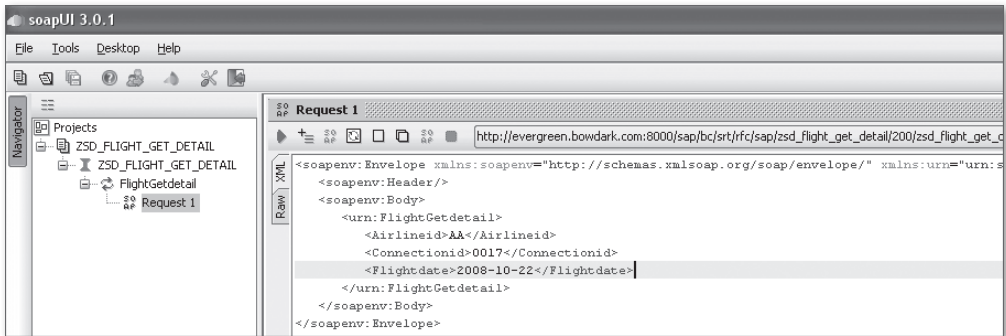 soapUI 3.0.1
File Tools Desktop Help
Navigator
Projects
ZSD_FLIGHT_GET_DETAIL
ZSD_FLIGHT_GET_DETAIL
FlightGetdetail
Request 1
Request 1
http://evergreen.bowdark.com:8000/sap/bc/srt/rfc/sap/zsd_flight_get_detail/200/zsd_flight_get_
XML
Raw
<soapenv:Envelope xmlns:soapenv="http://schemas.xmlsoap.org/soap/envelope/" xmlns:urn="urn:s
<soapenv:Header/>
<soapenv:Body>
<urn:FlightGetdetail>
<Airlineid>AA</Airlineid>
<Connectionid>0017</Connectionid>
<Flightdate>2008-10-22</Flightdate>
</urn:FlightGetdetail>
</soapenv:Body>
</soapenv:Envelope>